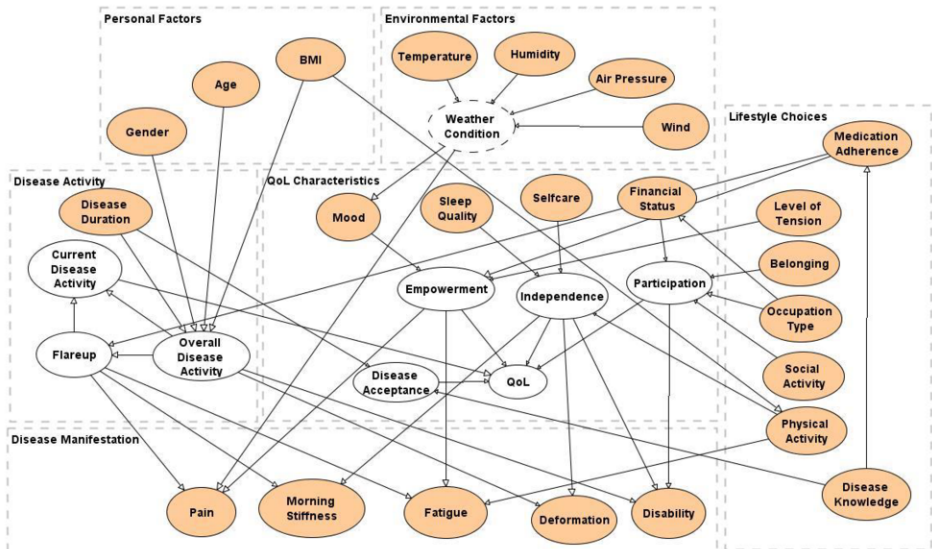 Personal Factors
Environmental Factors
BMI
Temperature
Humidity
Age
Air Pressure
Gender
Weather
Condition
Wind
Lifestyle Choices
Medication
Adherence
Disease Activity
QoL Characteristics
Disease
Duration
Mood
Sleep
Quality
Selfcare
Financial
Status
Level of
Tension
Current
Disease
Activity
Empowerment
Independence
Participation
Belonging
Occupation
Type
Flareup
Overall
Disease
Activity
Disease
Acceptance
QoL
Social
Activity
Physical
Activity
Disease Manifestation
Disease
Knowledge
Pain
Morning
Stiffness
Fatigue
Deformation
Disability